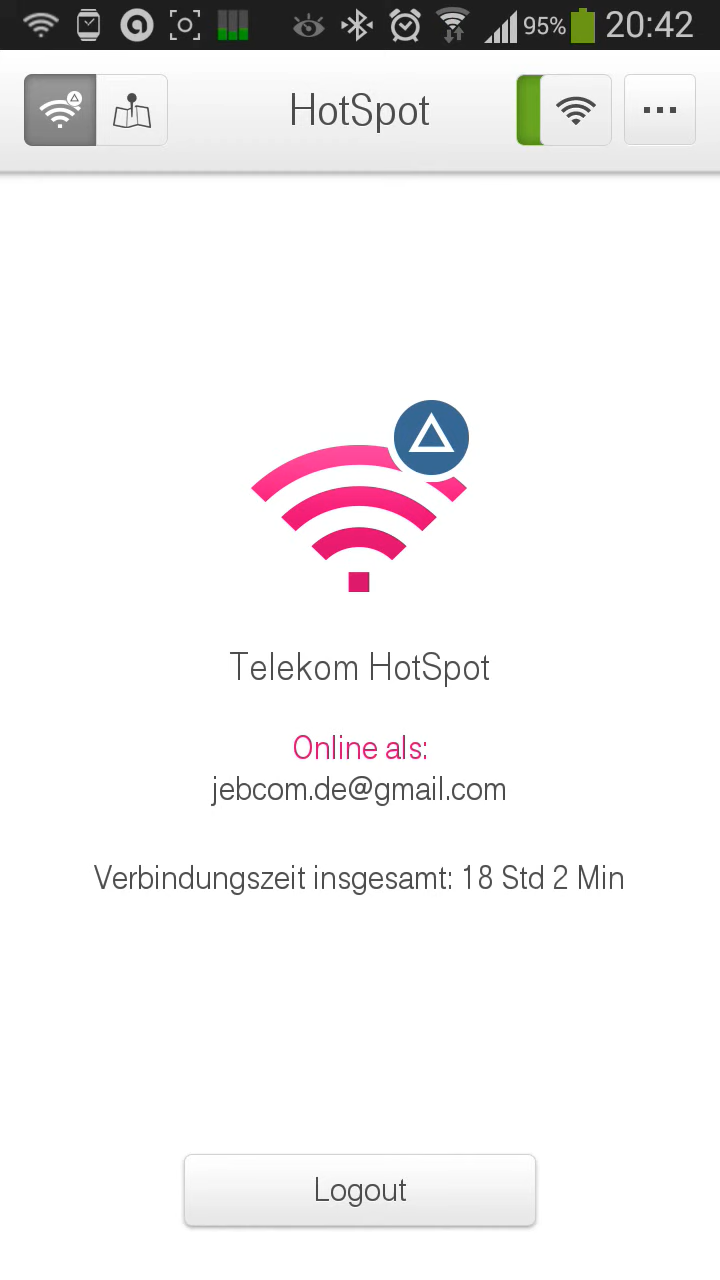 95% 20:42
HotSpot
Telekom HotSpot
Online als:
jebcom.de@gmail.com
Verbindungszeit insgesamt: 18 Std 2 Min
Logout